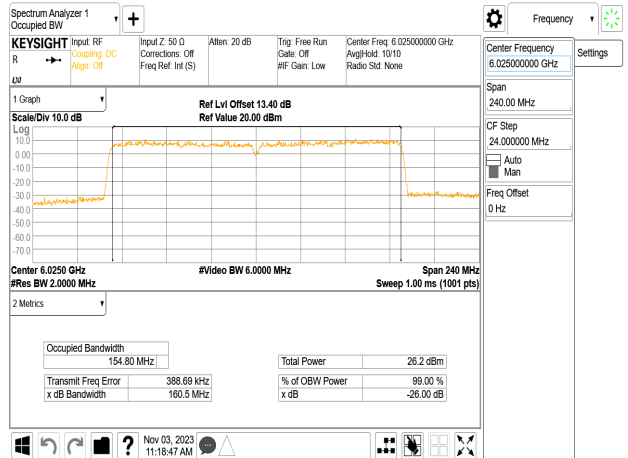 Spectrum Analyzer 1
Occupied BW
Frequency
KEYSIGHT
R
Input: RF
Coupling: DC
Align: Off
Input Z: 50 Ω
Corrections: Off
Freq Ref: Int (S)
Atten: 20 dB
Trig: Free Run
Gate: Off
#IF Gain: Low
Center Freq: 6.025000000 GHz
Avg|Hold: 10/10
Radio Std: None
Center Frequency
6.025000000 GHz
Settings
Span
240.00 MHz
CF Step
24.000000 MHz
Auto
Man
Freq Offset
0 Hz
1 Graph
Scale/Div 10.0 dB
Ref Lvl Offset 13.40 dB
Ref Value 20.00 dBm
Log
10.0
0.0
-10.0
-20.0
-30.0
-40.0
-50.0
-60.0
-70.0
Center 6.0250 GHz
#Video BW 6.0000 MHz
Span 240 MHz
#Res BW 2.0000 MHz
Sweep 1.00 ms (1001 pts)
2 Metrics
Occupied Bandwidth
154.80 MHz
Total Power 26.2 dBm
Transmit Freq Error 388.69 kHz
% of OBW Power 99.00 %
x dB Bandwidth 160.5 MHz
x dB -26.00 dB
Nov 03, 2023
11:18:47 AM